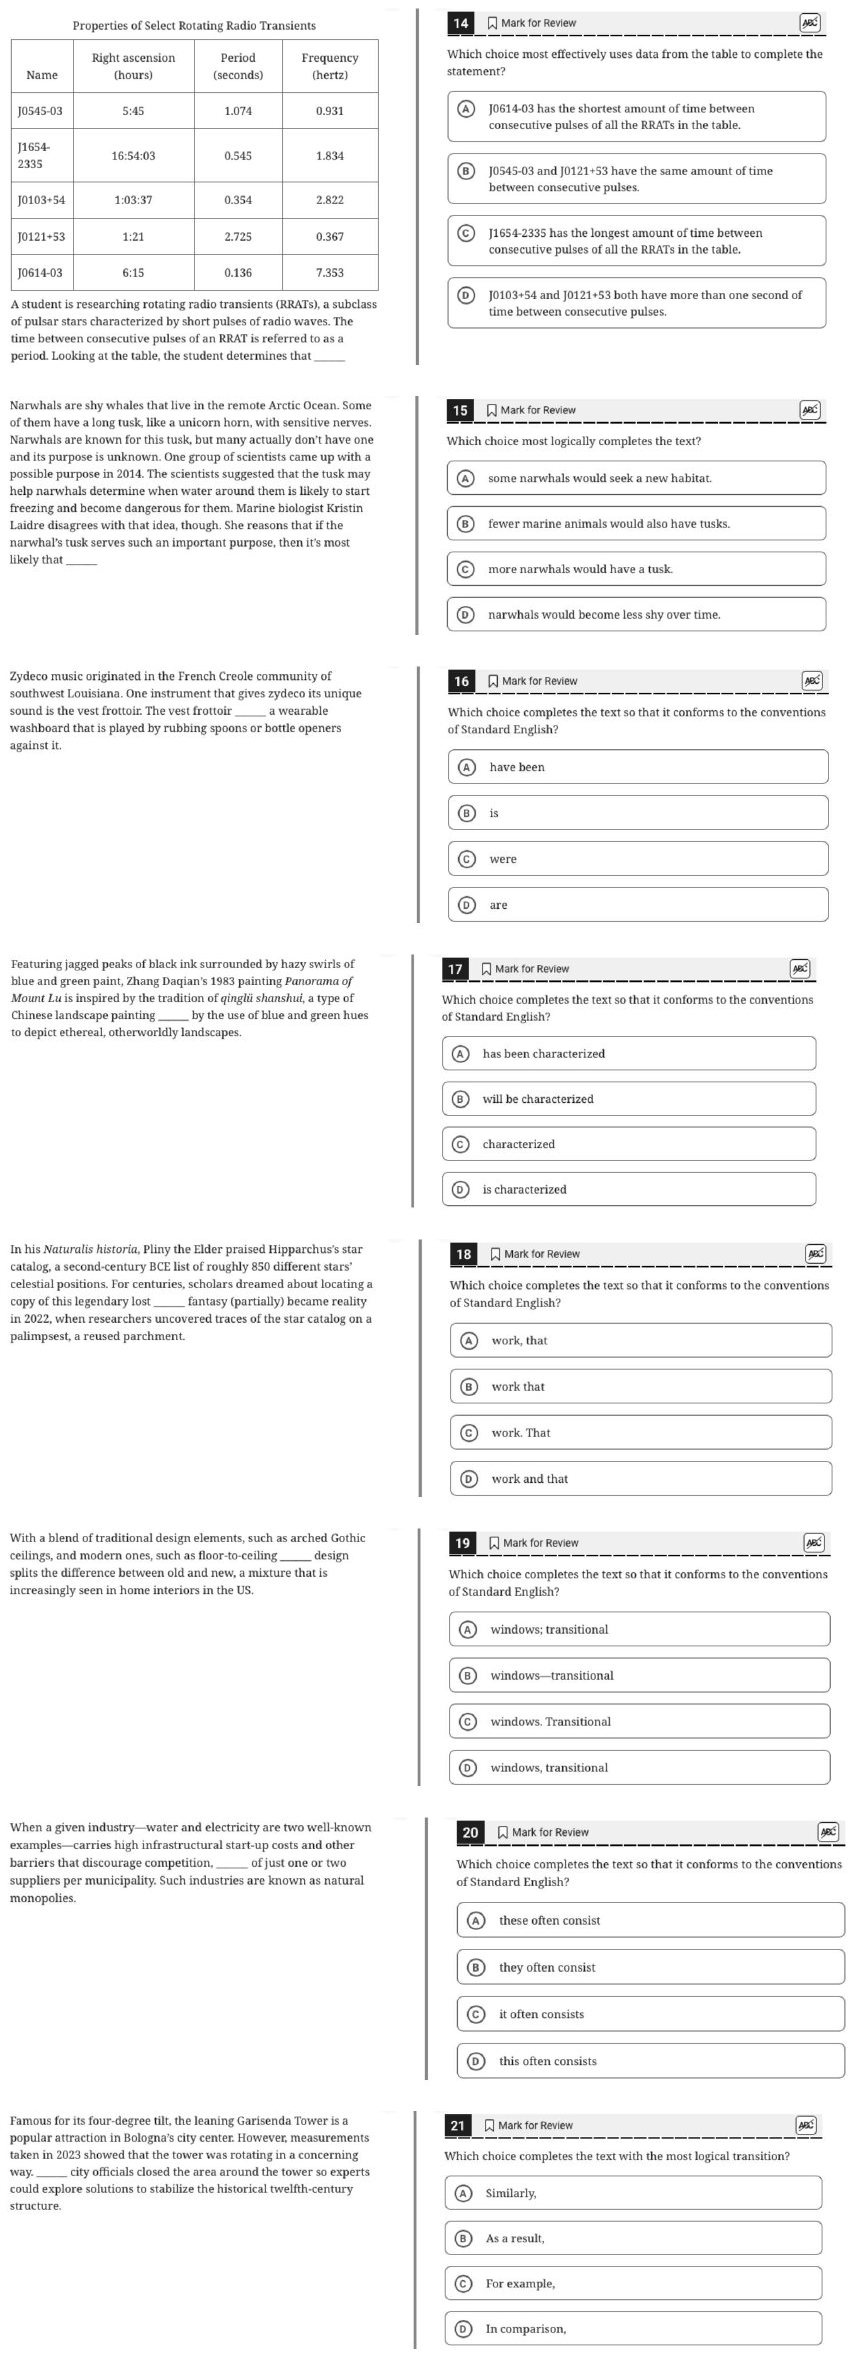 Properties of Select Rotating Radio Transients
Name
Right ascension
(hours)
Period
(seconds)
Frequency
(hertz)
J0545-03 5:45 1.074 0.931
J1654-
2335
16:54:03 0.545 1.834
J0103+54 1:03:37 0.354 2.822
J0121+53 1:21 2.725 0.367
J0614-03 6:15 0.136 7.353
A student is researching rotating radio transients (RRATs), a subclass
of pulsar stars characterized by short pulses of radio waves. The
time between consecutive pulses of an RRAT is referred to as a
period. Looking at the table, the student determines that ______
14 Mark for Review ABC
Which choice most effectively uses data from the table to complete the
statement?
A J0614-03 has the shortest amount of time between
consecutive pulses of all the RRATs in the table.
B J0545-03 and J0121+53 have the same amount of time
between consecutive pulses.
C J1654-2335 has the longest amount of time between
consecutive pulses of all the RRATs in the table.
D J0103+54 and J0121+53 both have more than one second of
time between consecutive pulses.
Narwhals are shy whales that live in the remote Arctic Ocean. Some
of them have a long tusk, like a unicorn horn, with sensitive nerves.
Narwhals are known for this tusk, but many actually don't have one
and its purpose is unknown. One group of scientists came up with a
possible purpose in 2014. The scientists suggested that the tusk may
help narwhals determine when water around them is likely to start
freezing and become dangerous for them. Marine biologist Kristin
Laidre disagrees with that idea, though. She reasons that if the
narwhal's tusk serves such an important purpose, then it's most
likely that ______
15 Mark for Review ABC
Which choice most logically completes the text?
A some narwhals would seek a new habitat.
B fewer marine animals would also have tusks.
C more narwhals would have a tusk.
D narwhals would become less shy over time.
Zydeco music originated in the French Creole community of
southwest Louisiana. One instrument that gives zydeco its unique
sound is the vest frottoir. The vest frottoir ______ a wearable
washboard that is played by rubbing spoons or bottle openers
against it.
16 Mark for Review ABC
Which choice completes the text so that it conforms to the conventions
of Standard English?
A have been
B is
C were
D are
Featuring jagged peaks of black ink surrounded by hazy swirls of
blue and green paint, Zhang Daqian's 1983 painting Panorama of
Mount Lu is inspired by the tradition of qinglü shanshui, a type of
Chinese landscape painting ______ by the use of blue and green hues
to depict ethereal, otherworldly landscapes.
17 Mark for Review ABC
Which choice completes the text so that it conforms to the conventions
of Standard English?
A has been characterized
B will be characterized
C characterized
D is characterized
In his Naturalis historia, Pliny the Elder praised Hipparchus's star
catalog, a second-century BCE list of roughly 850 different stars'
celestial positions. For centuries, scholars dreamed about locating a
copy of this legendary lost ______ fantasy (partially) became reality
in 2022, when researchers uncovered traces of the star catalog on a
palimpsest, a reused parchment.
18 Mark for Review ABC
Which choice completes the text so that it conforms to the conventions
of Standard English?
A work, that
B work that
C work. That
D work and that
With a blend of traditional design elements, such as arched Gothic
ceilings, and modern ones, such as floor-to-ceiling ______ design
splits the difference between old and new, a mixture that is
increasingly seen in home interiors in the US.
19 Mark for Review ABC
Which choice completes the text so that it conforms to the conventions
of Standard English?
A windows; transitional
B windows—transitional
C windows. Transitional
D windows, transitional
When a given industry—water and electricity are two well-known
examples—carries high infrastructural start-up costs and other
barriers that discourage competition, ______ of just one or two
suppliers per municipality. Such industries are known as natural
monopolies.
20 Mark for Review ABC
Which choice completes the text so that it conforms to the conventions
of Standard English?
A these often consist
B they often consist
C it often consists
D this often consists
Famous for its four-degree tilt, the leaning Garisenda Tower is a
popular attraction in Bologna's city center. However, measurements
taken in 2023 showed that the tower was rotating in a concerning
way. ______ city officials closed the area around the tower so experts
could explore solutions to stabilize the historical twelfth-century
structure.
21 Mark for Review ABC
Which choice completes the text with the most logical transition?
A Similarly,
B As a result,
C For example,
D In comparison,